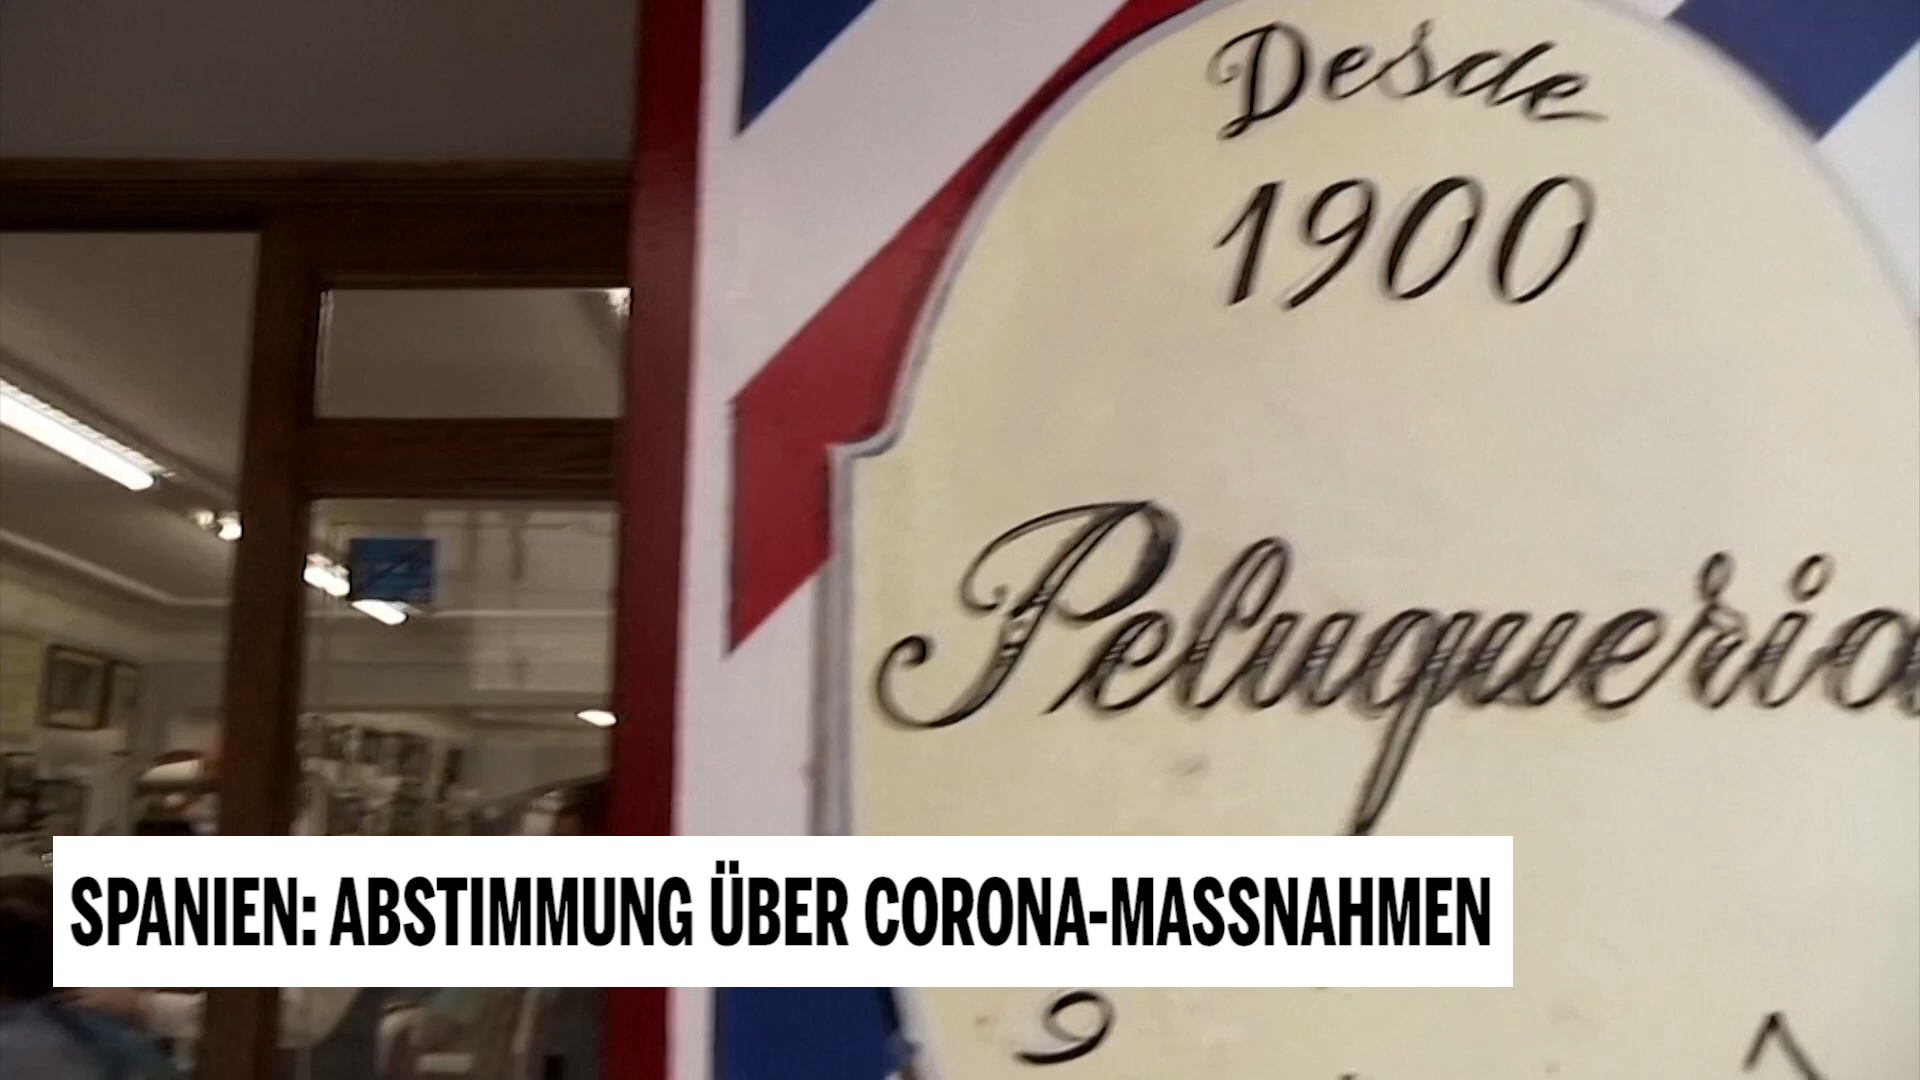 Desde
1900
Peluqueria
SPANIEN: ABSTIMMUNG ÜBER CORONA-MASSNAHMEN